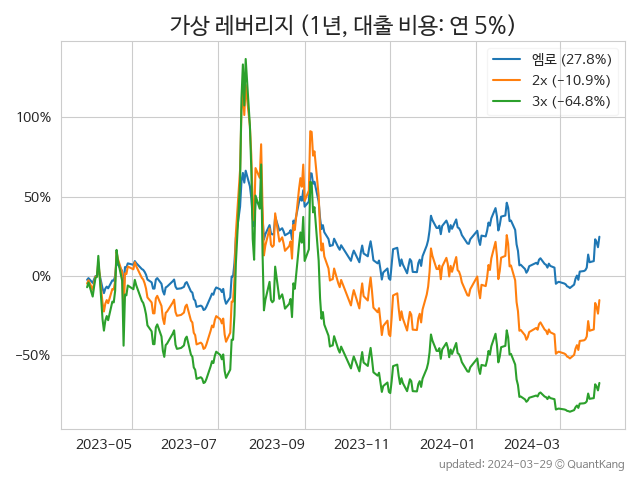 가상 레버리지 (1년, 대출 비용: 연 5%)
엠로 (27.8%)
2x (−10.9%)
3x (−64.8%)
100%
50%
0%
−50%
2023−05 2023−07 2023−09 2023−11 2024−01 2024−03
updated: 2024−03−29 © QuantKang